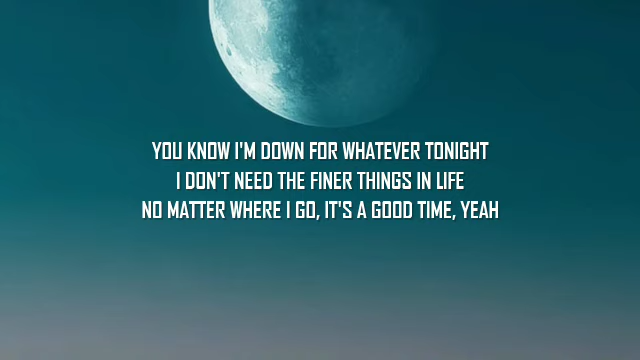 YOU KNOW I'M DOWN FOR WHATEVER TONIGHT
I DON'T NEED THE FINER THINGS IN LIFE
NO MATTER WHERE I GO, IT'S A GOOD TIME, YEAH